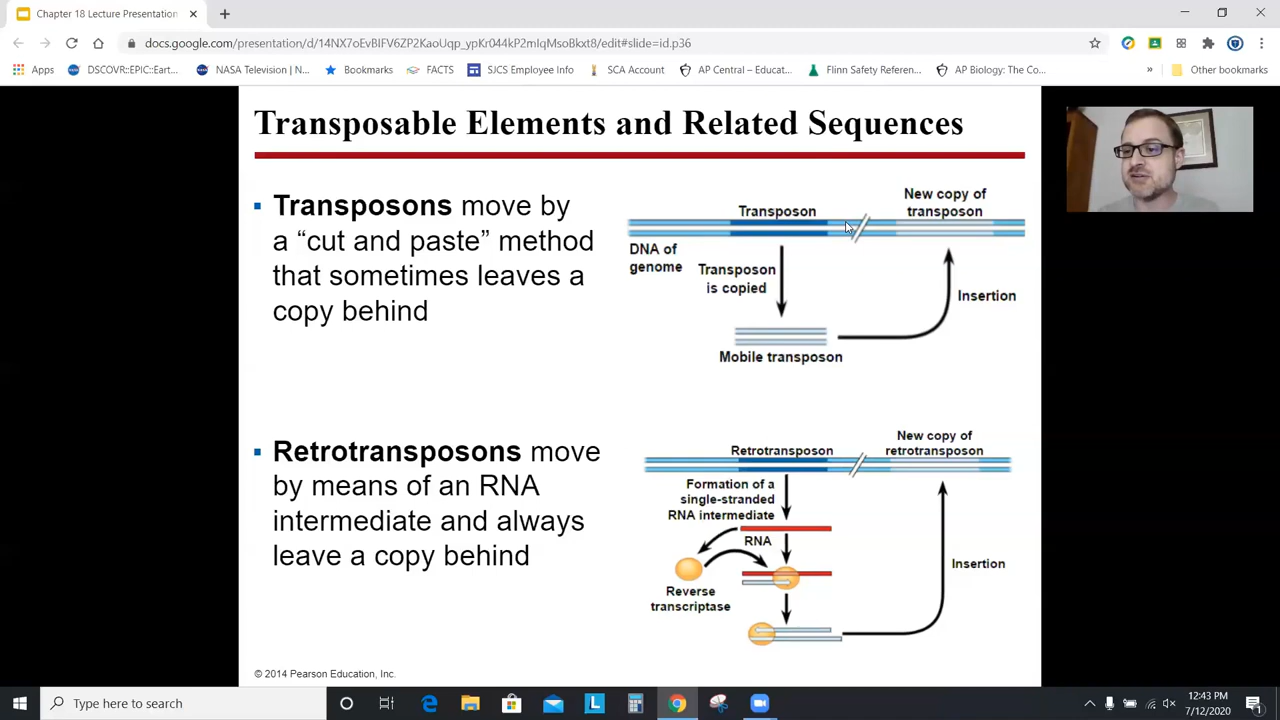 Chapter 18 Lecture Presentation
docs.google.com/presentation/d/14NX7oEvBIFV6ZP2KaoUqp_ypKr044kP2mIqMsoBkxt8/edit#slide=id.p36
Apps DSCOVR::EPIC::Eart... NASA Television | N... Bookmarks FACTS SJCS Employee Info SCA Account AP Central – Educat... Flinn Safety Referen... AP Biology: The Co... » Other bookmarks
Transposable Elements and Related Sequences
Transposons move by
a “cut and paste” method
that sometimes leaves a
copy behind
Transposon
New copy of
transposon
DNA of
genome
Transposon
is copied
Insertion
Mobile transposon
Retrotransposons move
by means of an RNA
intermediate and always
leave a copy behind
Retrotransposon
New copy of
retrotransposon
Formation of a
single-stranded
RNA intermediate
RNA
Reverse
transcriptase
Insertion
© 2014 Pearson Education, Inc.
Type here to search
12:43 PM
7/12/2020
1